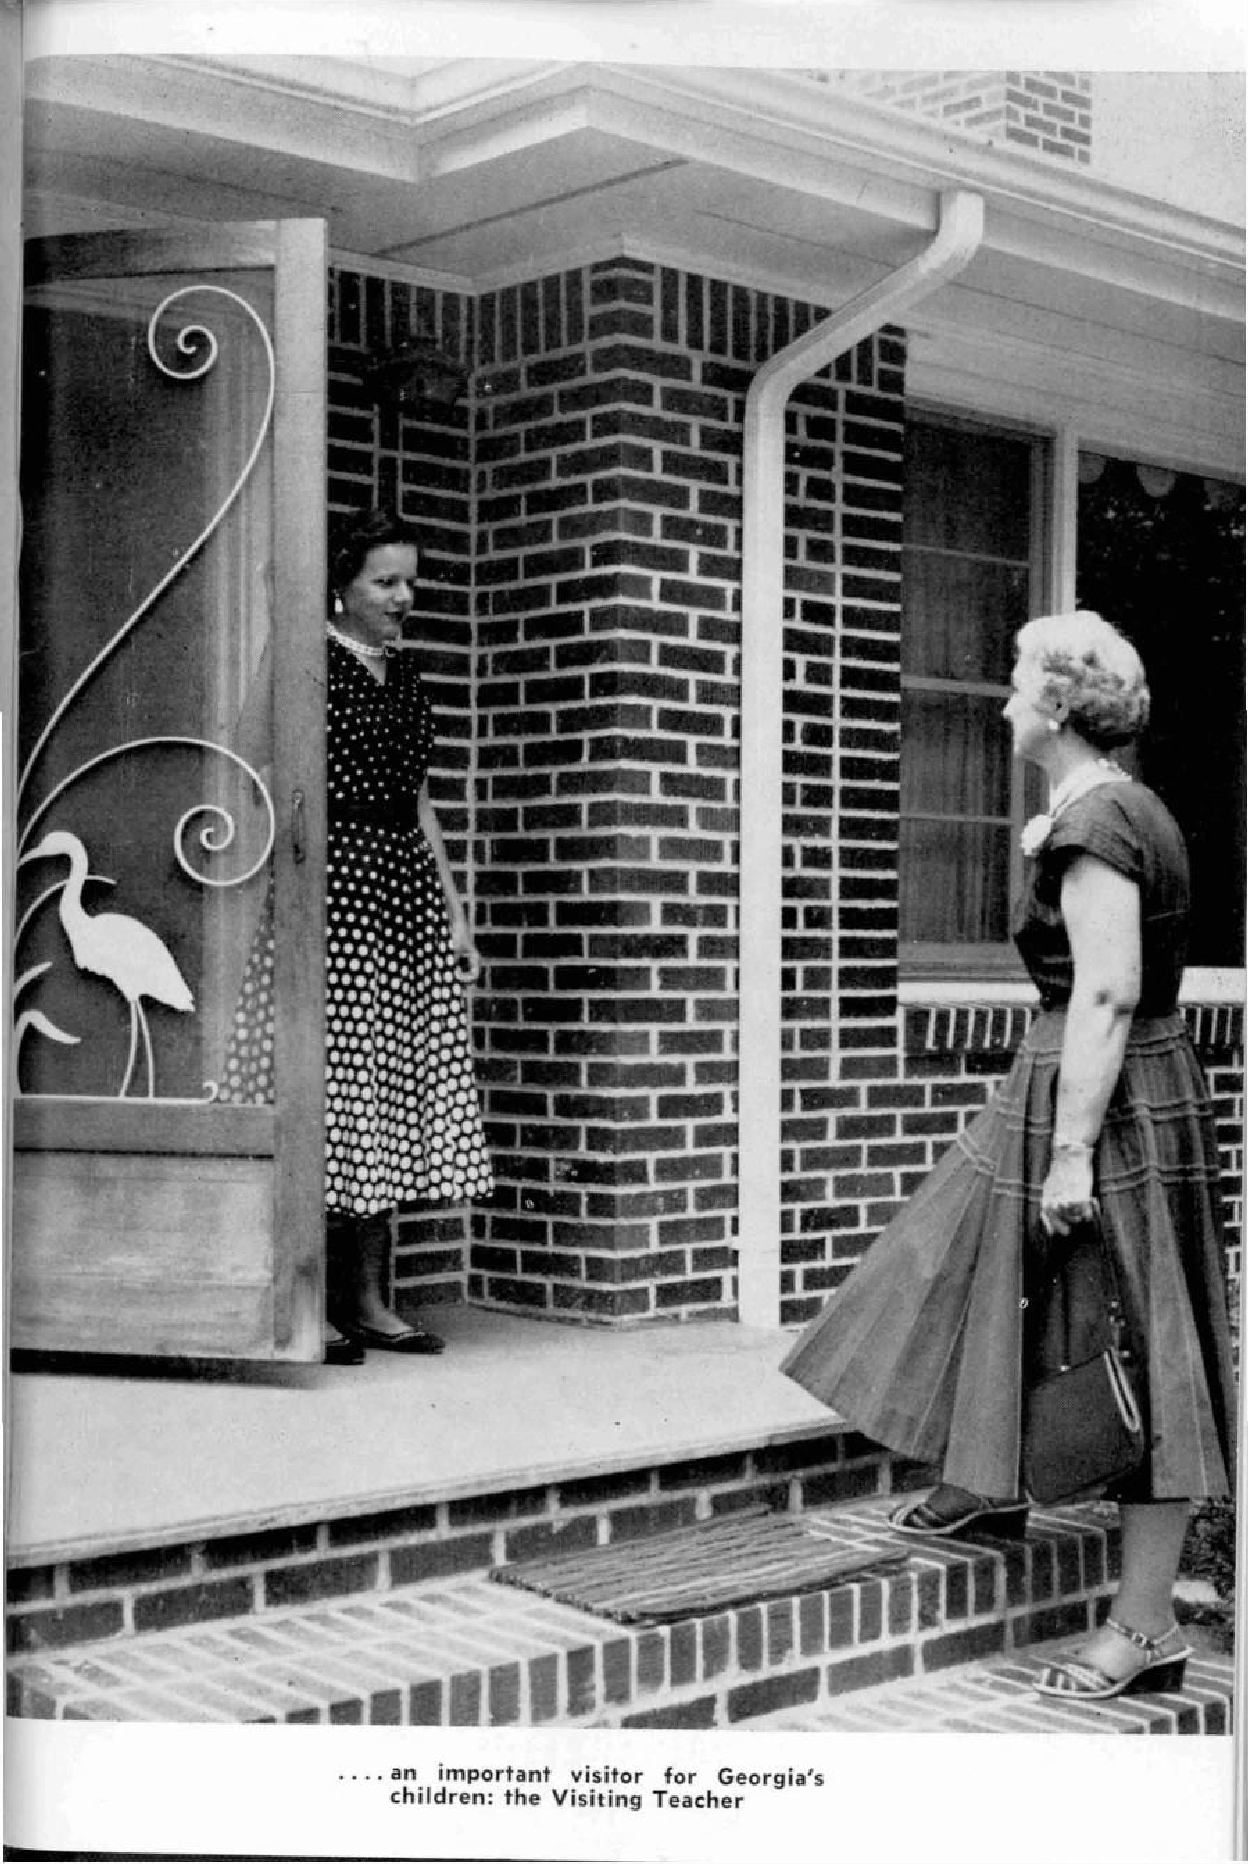 ....an important visitor for Georgia's
children: the Visiting Teacher